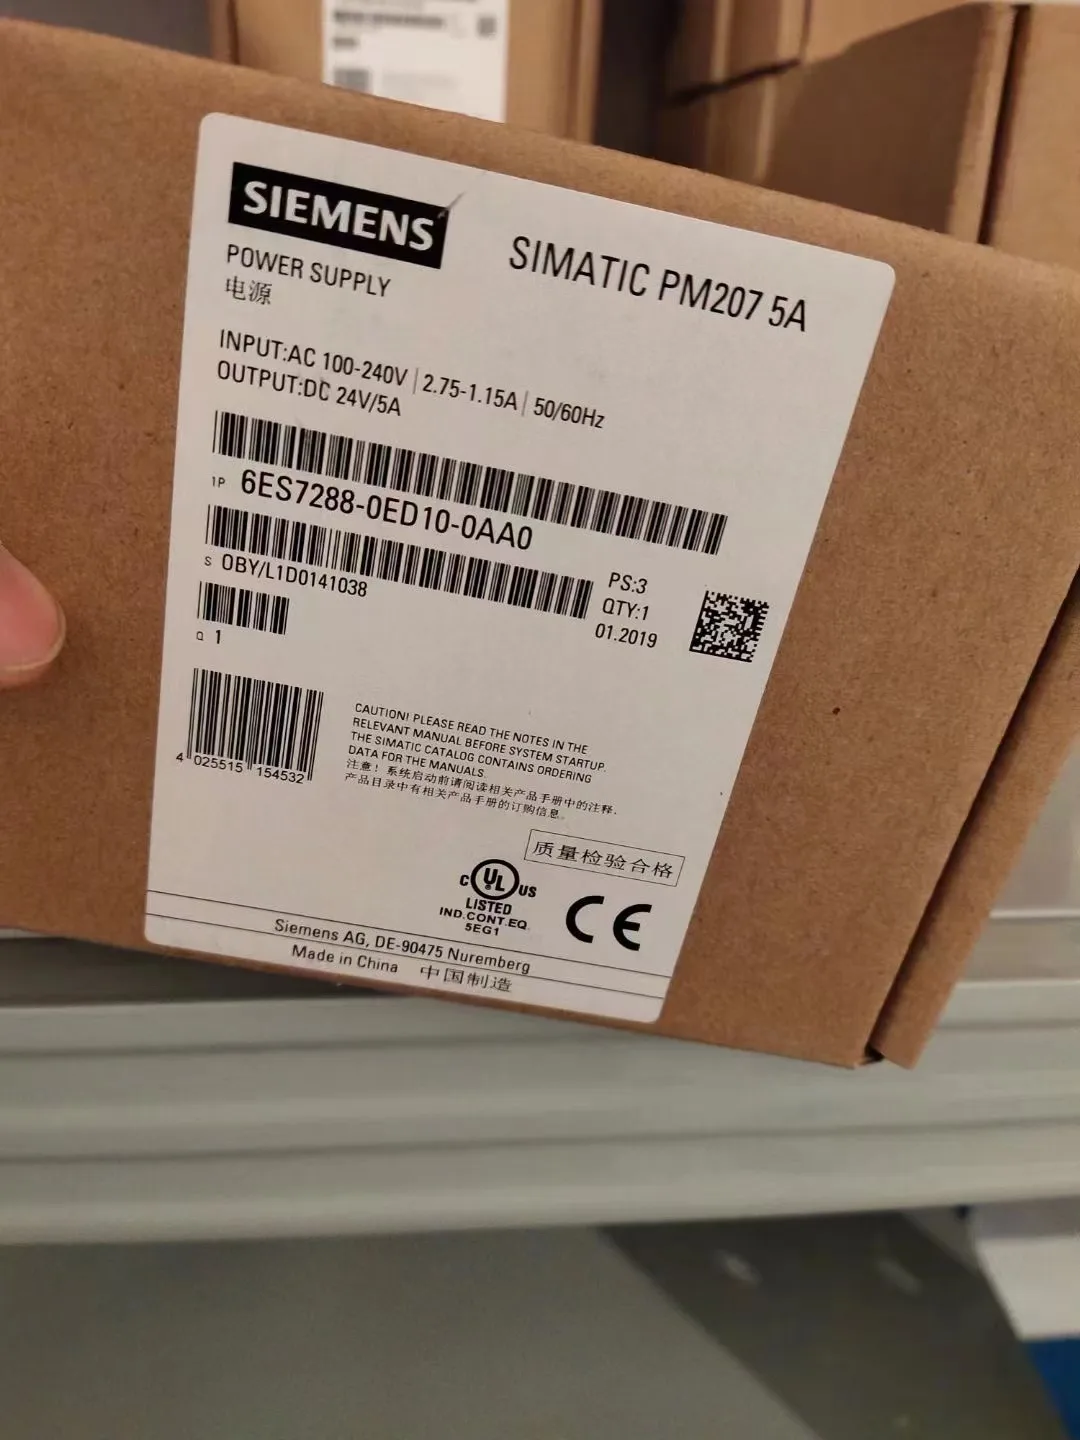 SIEMENS
SIMATIC PM207 5A
POWER SUPPLY
电源
INPUT:AC 100-240V | 2.75-1.15A | 50/60Hz
OUTPUT:DC 24V/5A
1P 6ES7288-0ED10-0AA0
S OBY/L1D0141038
PS:3
QTY:1
01.2019
Q 1
4 025515 154532
CAUTION! PLEASE READ THE NOTES IN THE
RELEVANT MANUAL BEFORE SYSTEM STARTUP.
THE SIMATIC CATALOG CONTAINS ORDERING
DATA FOR THE MANUALS.
注意！系统启动前请阅读相关产品手册中的注释.
产品目录中有相关产品手册的订购信息.
质量检验合格
C UL US
LISTED
IND.CONT.EQ.
5EG1
CE
Siemens AG, DE-90475 Nuremberg
Made in China 中国制造